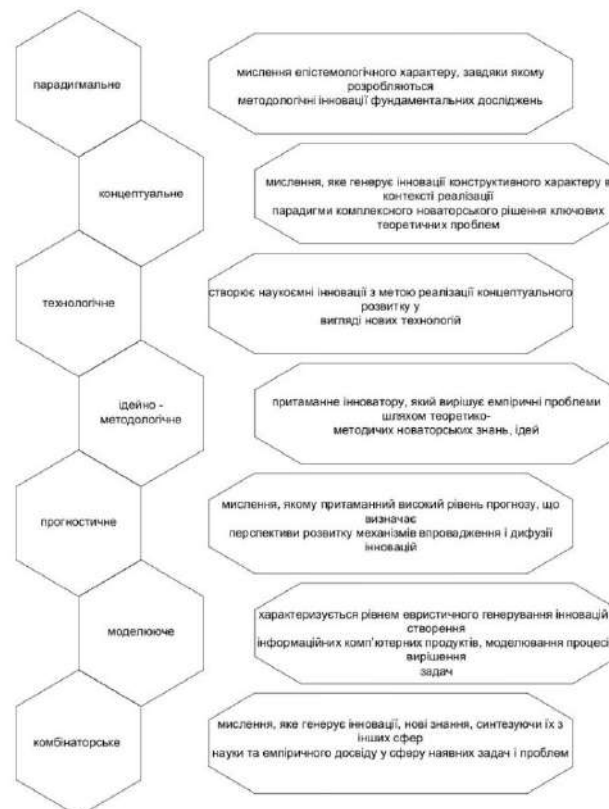 парадигмальне
мислення епістемологічного характеру, завдяки якому
розробляються
методологічні інновації фундаментальних досліджень
концептуальне
мислення, яке генерує інновації конструктивного характеру в
контексті реалізації
парадигми комплексного новаторського рішення ключових
теоретичних проблем
технологічне
створює наукоємні інновації з метою реалізації концептуального
розвитку у
вигляді нових технологій
ідейно -
методологічне
притаманне інноватору, який вирішує емпіричні проблеми
шляхом теоретико-
методичих новаторських знань, ідей
прогностичне
мислення, якому притаманний високий рівень прогнозу, що
визначає
перспективи розвитку механізмів впровадження і дифузії
інновацій
моделююче
характеризується рівнем евристичного генерування інновацій
створення
інформаційних комп'ютерних продуктів, моделювання процесі
вирішення
задач
комбінаторське
мислення, яке генерує інновації, нові знання, синтезуючи їх з
інших сфер
науки та емпіричного досвіду у сферу наявних задач і проблем